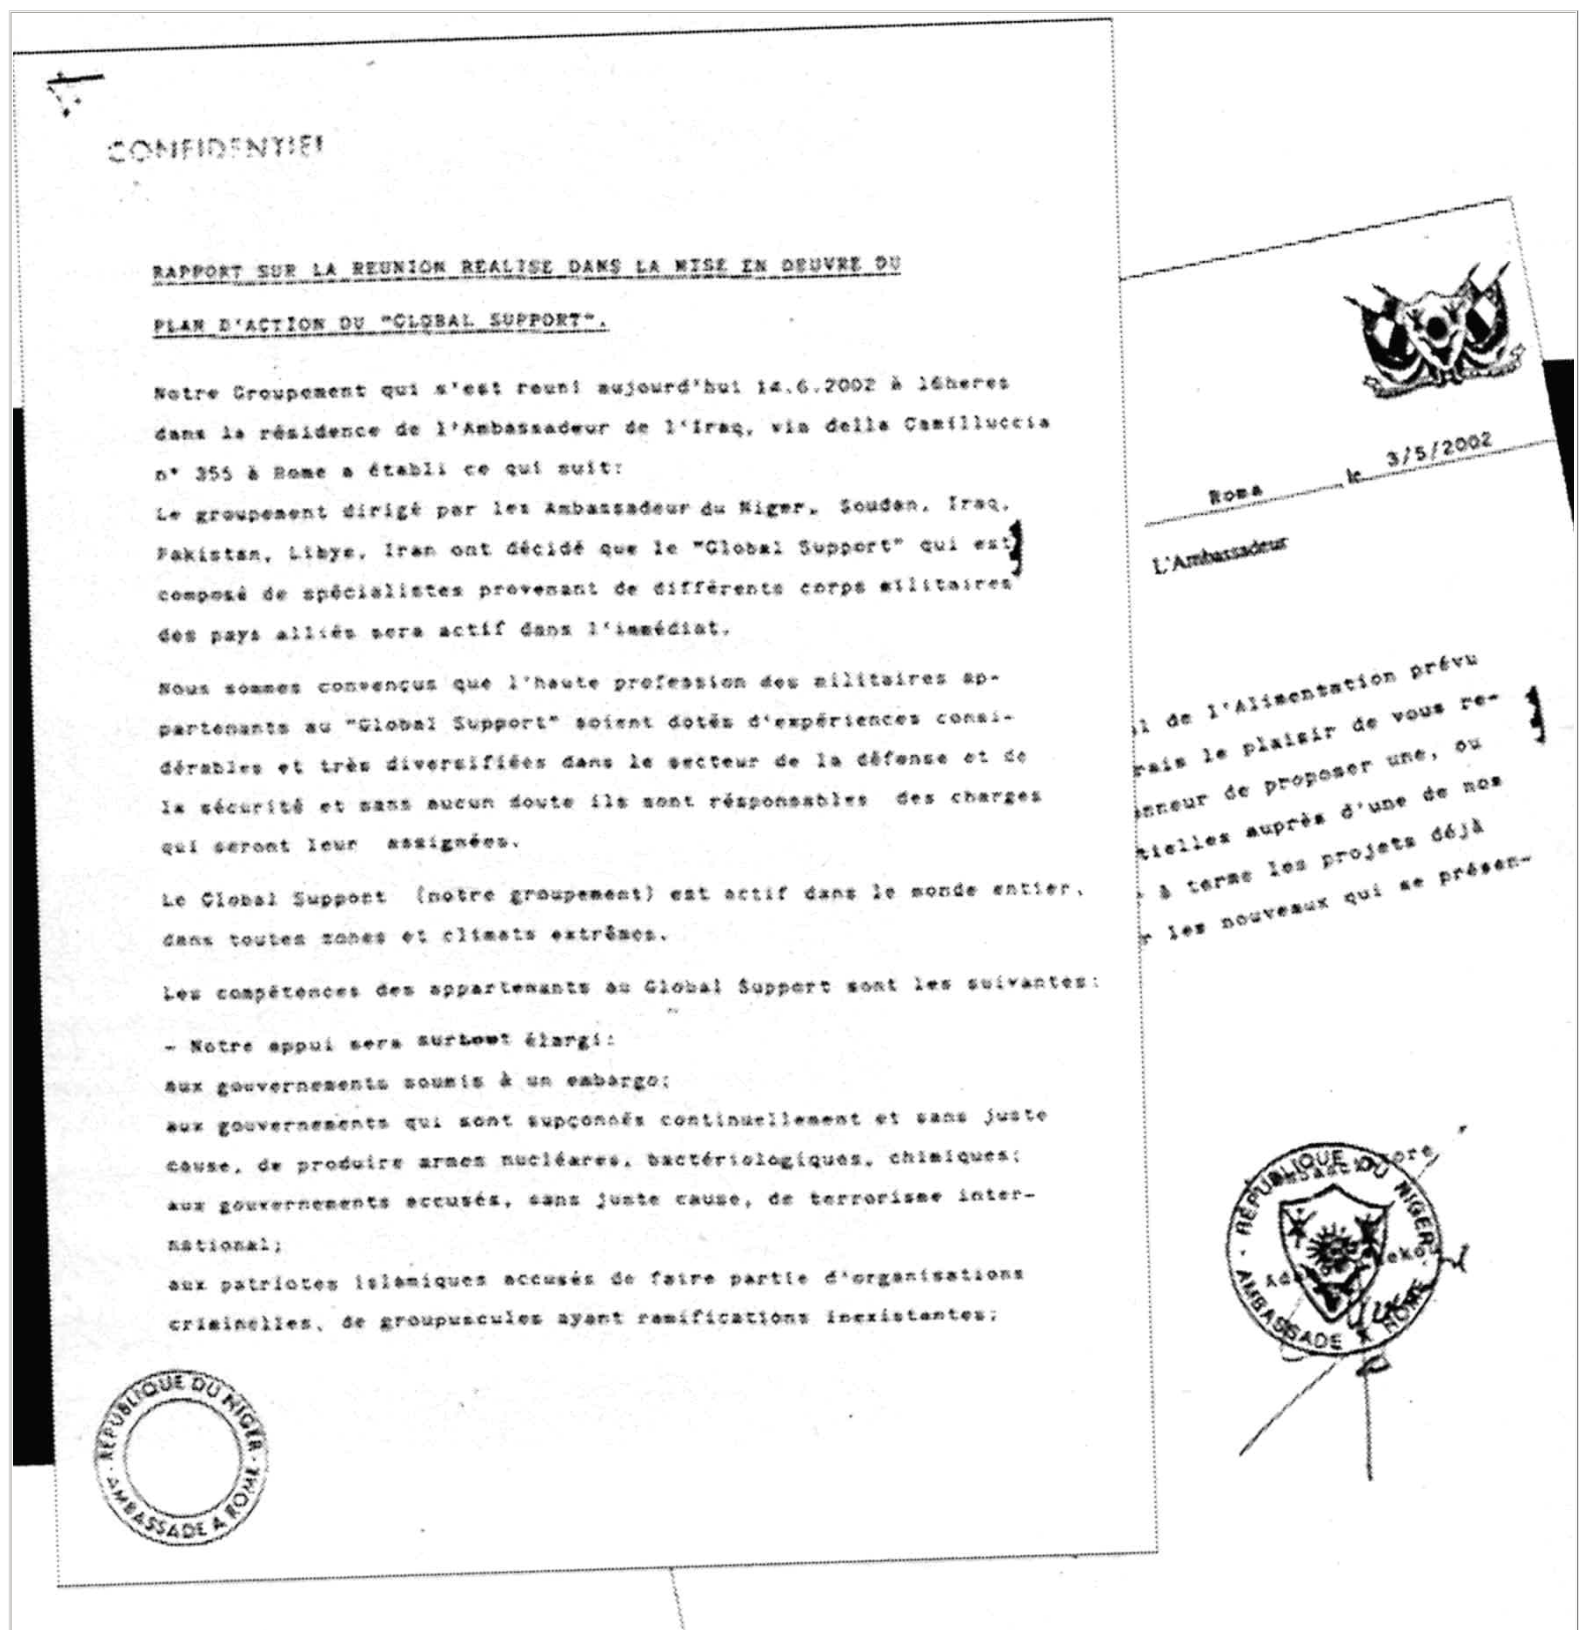 CONFIDENTIEL
RAPPORT SUR LA REUNION REALISE DANS LA MISE EN OEUVRE DU
PLAN D'ACTION DU "GLOBAL SUPPORT".
Notre Groupement qui s'est reuni aujourd'hui 14.6.2002 à 16heres
dans la résidence de l'Ambassadeur de l'Iraq, via della Camilluccia
n° 355 à Rome a établi ce qui suit:
Le groupement dirigé par les Ambassadeur du Niger, Soudan, Iraq,
Pakistan, Libye, Iran ont décidé que le "Global Support" qui est
composé de spécialistes provenant de différents corps militaires
des pays alliés sera actif dans l'immédiat.
Nous sommes convençus que l'haute profession des militaires ap-
partenants au "Global Support" soient dotés d'expériences consi-
dérables et très diversifiées dans le secteur de la défense et de
la sécurité et sans aucun doute ils sont résponsables des charges
qui seront leur assignées.
Le Global Support (notre groupement) est actif dans le monde entier,
dans toutes zones et climats extrêmes.
Les compétences des appartenants au Global Support sont les suivantes:
- Notre appui sera surtout élargi:
aux gouvernements soumis à un embargo;
aux gouvernements qui sont supçonnés continuellement et sans juste
cause, de produire armes nucléares, bactériologiques, chimiques;
aux gouvernements accusés, sans juste cause, de terrorisme inter-
national;
aux patriotes islamiques accusés de faire partie d'organisations
criminelles, de groupuscules ayant ramifications inexistantes;
RÉPUBLIQUE DU NIGER
AMBASSADE A ROME
Roma le 3/5/2002
L'Ambassadeur
l de l'Alimentation prévu
rais le plaisir de vous re-
nneur de proposer une, ou
tielles auprès d'une de nos
à terme les projets déjà
r les nouveaux qui se présen-
RÉPUBLIQUE DU NIGER
AMBASSADE A ROME